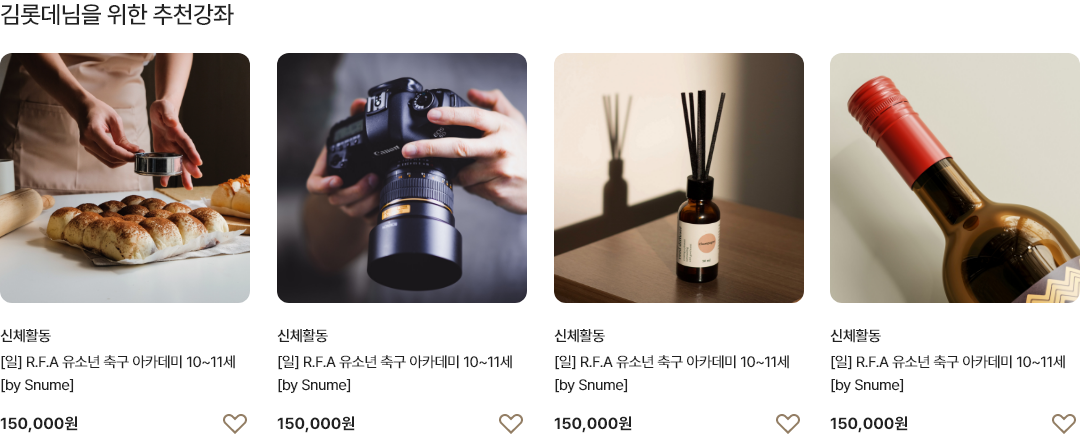 김롯데님을 위한 추천강좌
Canon
신체활동
[일] R.F.A 유소년 축구 아카데미 10~11세
[by Snume]
150,000원
신체활동
[일] R.F.A 유소년 축구 아카데미 10~11세
[by Snume]
150,000원
신체활동
[일] R.F.A 유소년 축구 아카데미 10~11세
[by Snume]
150,000원
신체활동
[일] R.F.A 유소년 축구 아카데미 10~11세
[by Snume]
150,000원